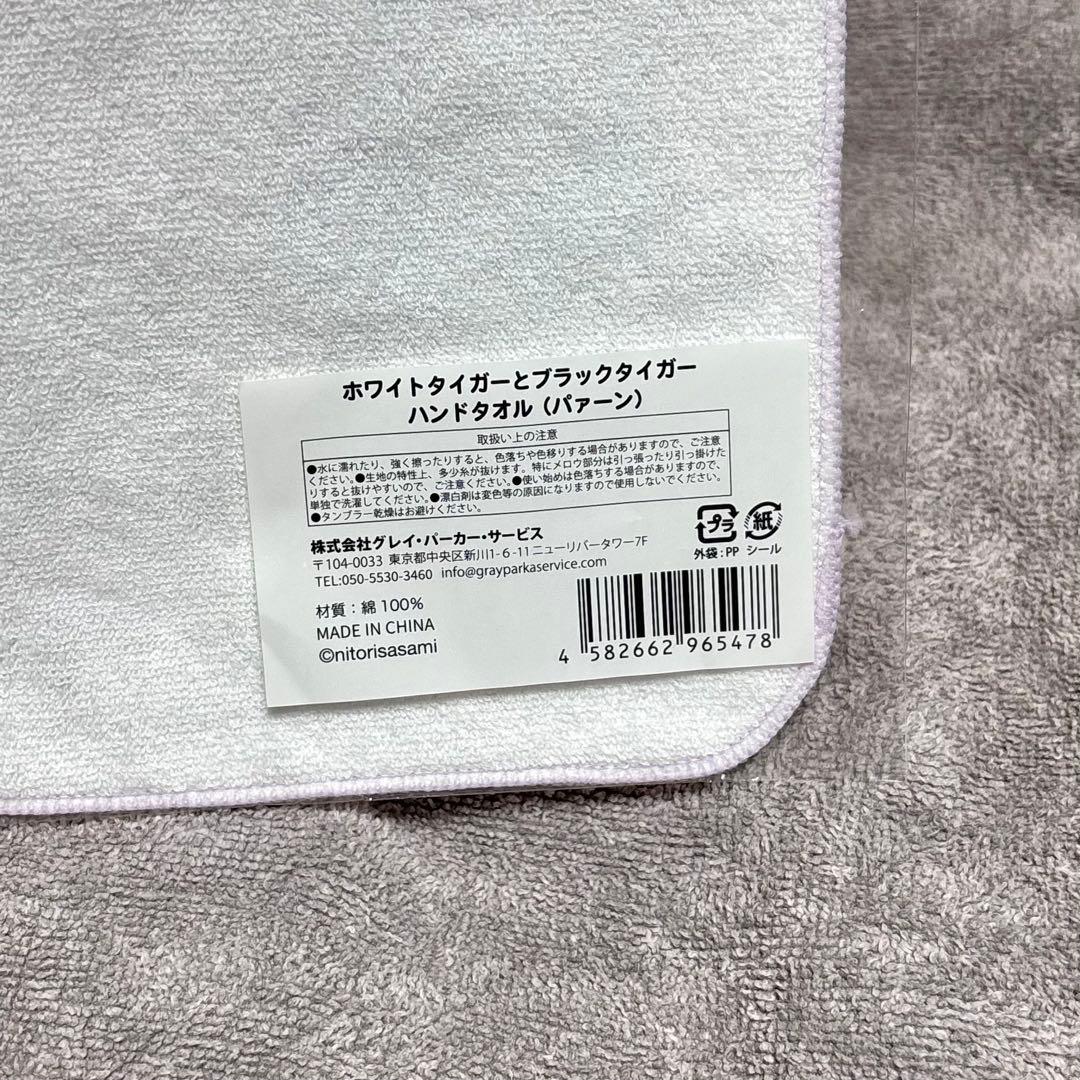 ホワイトタイガーとブラックタイガー
ハンドタオル（パァーン）
取扱い上の注意
●水に濡れたり、強く擦ったりすると、色落ちや色移りする場合がありますので、ご注意
ください。●生地の特性上、多少糸が抜けます。特にメロウ部分は引っ張ったり引っ掛けた
りすると抜けやすいので、ご注意ください。●使い始めは色落ちする場合がありますので、
単独で洗濯してください。●漂白剤は変色等の原因になりますので使用しないでください。
●タンブラー乾燥はお避けください。
株式会社グレイ・パーカー・サービス
〒104-0033 東京都中央区新川1-6-11ニューリバータワー7F
TEL:050-5530-3460 info@grayparkaservice.com
プラ 紙
外袋:PP シール
材質：綿100%
MADE IN CHINA
©nitorisasami
4 582662 965478